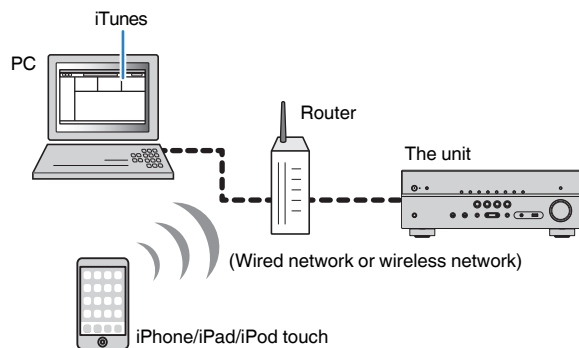 iTunes
PC
Router
The unit
(Wired network or wireless network)
iPhone/iPad/iPod touch